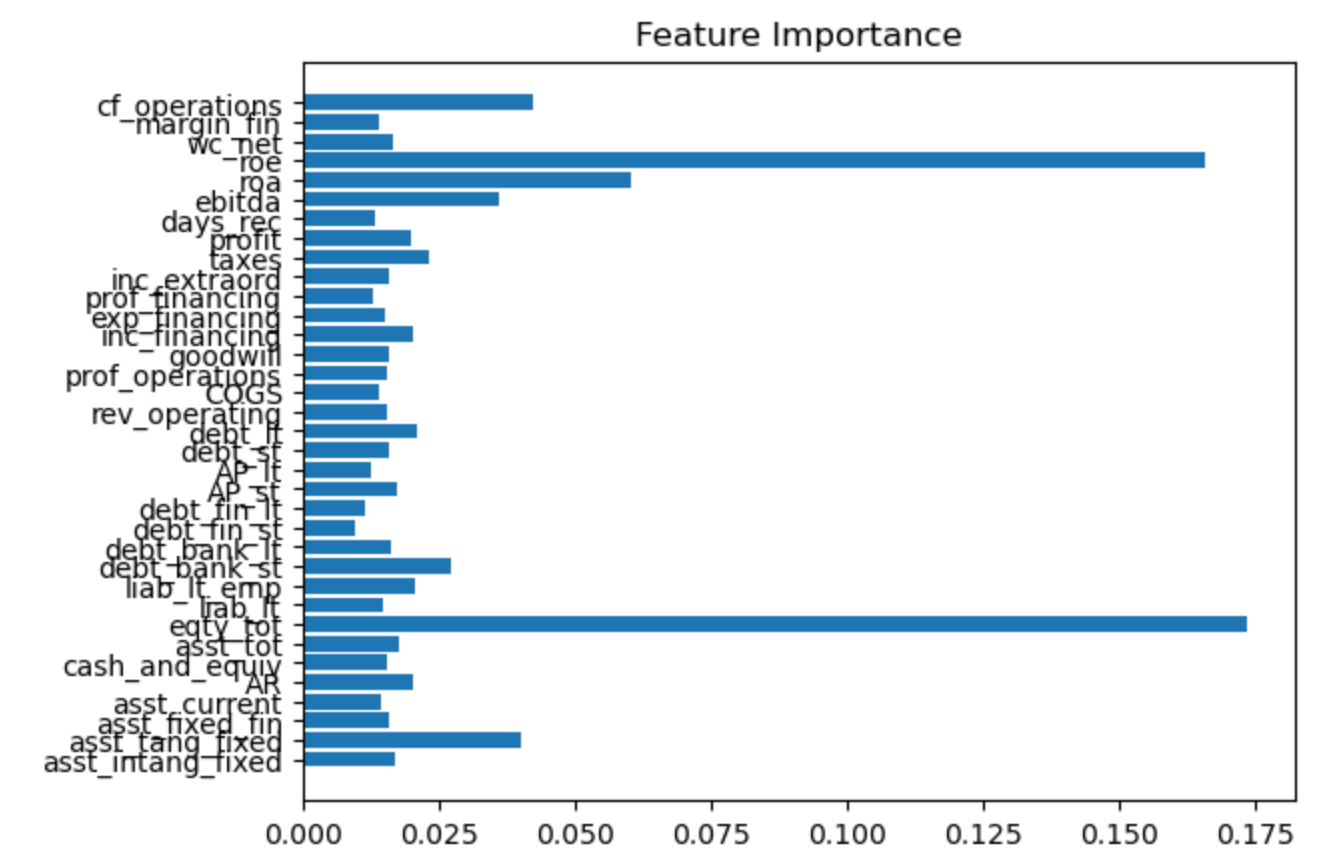 Feature Importance
cf_operations
margin_fin
wc_net
roe
roa
ebitda
days_rec
profit
taxes
inc_extraord
prof_financing
exp_financing
inc_financing
goodwill
prof_operations
COGS
rev_operating
debt_lt
debt_st
AP_lt
AP_st
debt_fin_lt
debt_fin_st
debt_bank_lt
debt_bank_st
liab_lt_emp
liab_lt
eqty_tot
asst_tot
cash_and_equiv
AR
asst_current
asst_fixed_fin
asst_tang_fixed
asst_intang_fixed
0.000 0.025 0.050 0.075 0.100 0.125 0.150 0.175